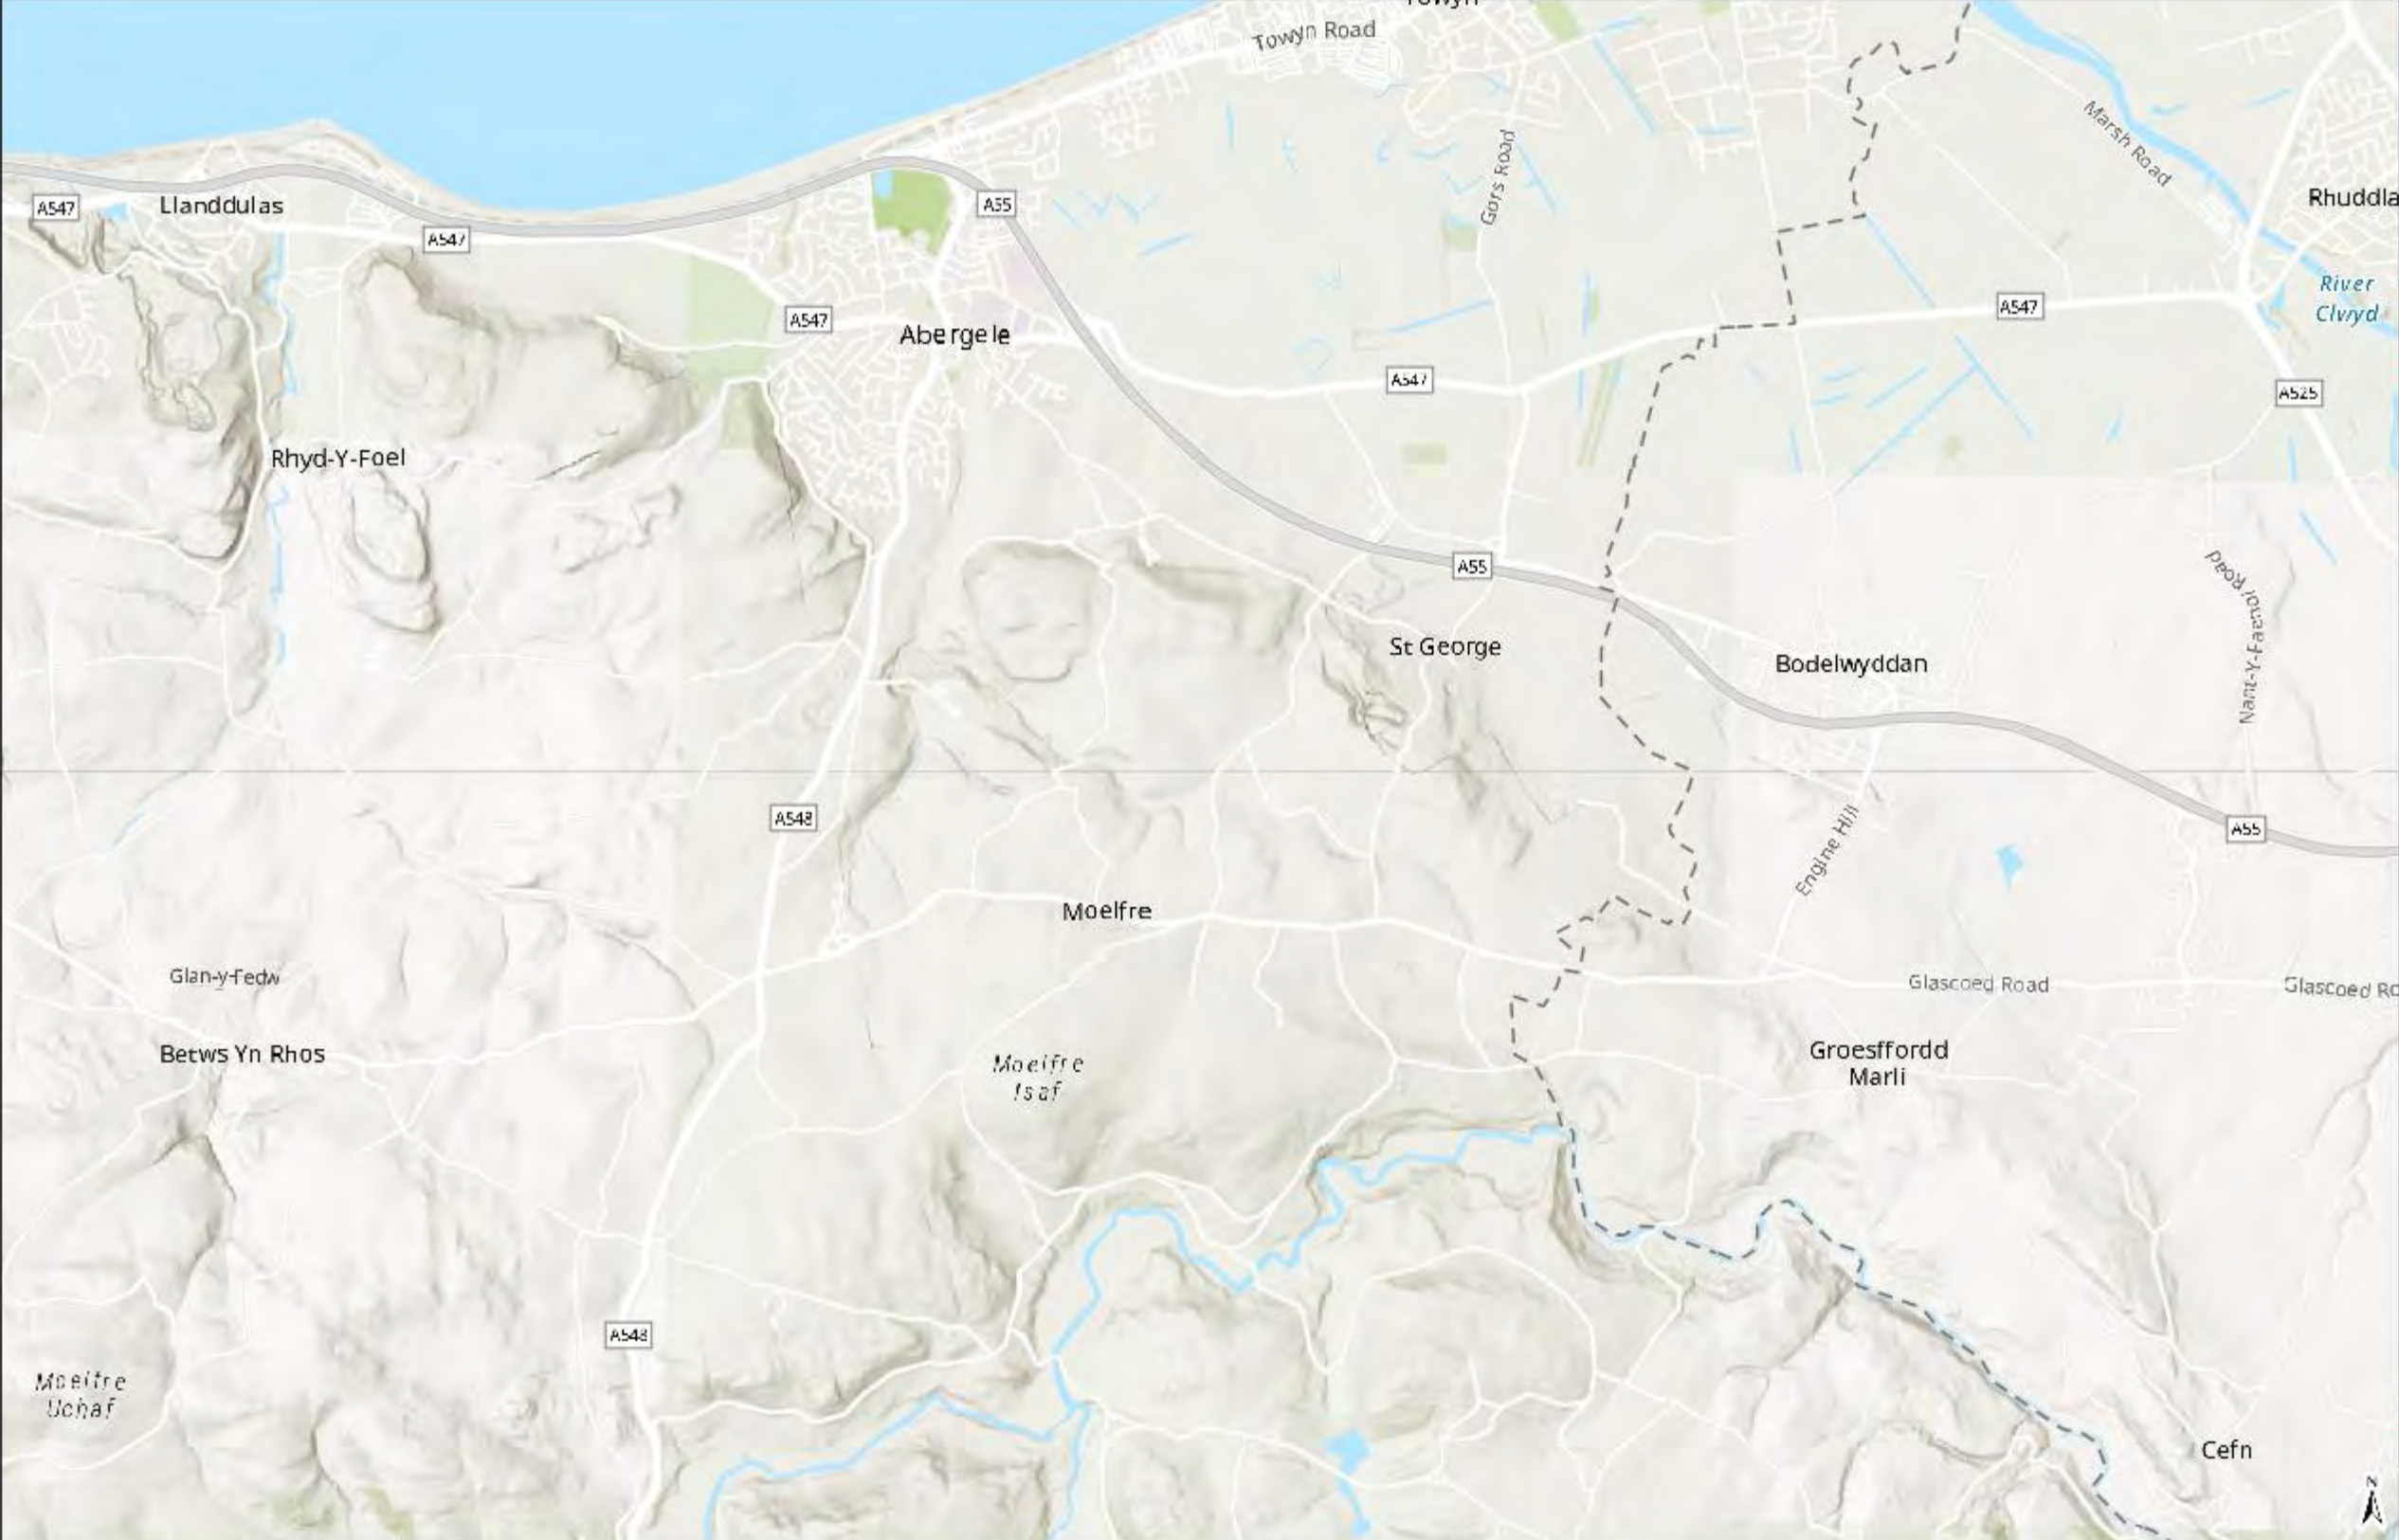 Towyn
Towyn Road
Marsh Road
Gors Road
Rhuddla
A547
Llanddulas
A55
A547
River
Clwyd
A547
A547
Abergele
A547
A525
Rhyd-Y-Foel
A55
Nant-Y-Faenol Road
St George
Bodelwyddan
A548
A55
Engine Hill
Moelfre
Glan-y-Fedw
Glascoed Road
Glascoed Ro
Betws Yn Rhos
Groesffordd
Marli
Moelfre
Isaf
A548
Moelfre
Uchaf
Cefn
N